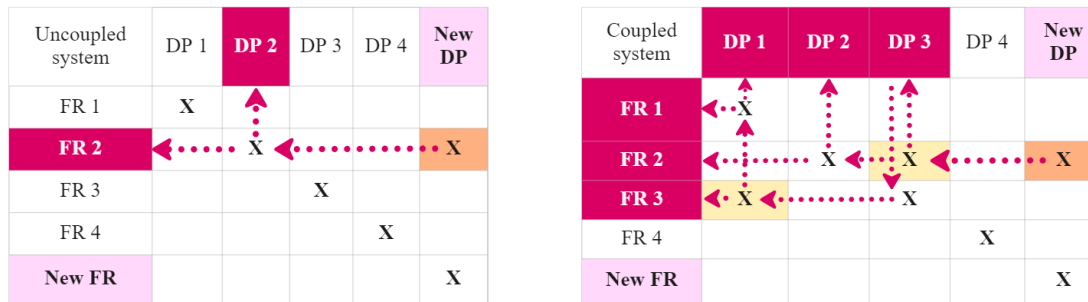 Uncoupled system DP 1 DP 2 DP 3 DP 4 New DP
FR 1 X
FR 2 X X
FR 3 X
FR 4 X
New FR X
Coupled system DP 1 DP 2 DP 3 DP 4 New DP
FR 1 X
FR 2 X X X
FR 3 X X
FR 4 X
New FR X